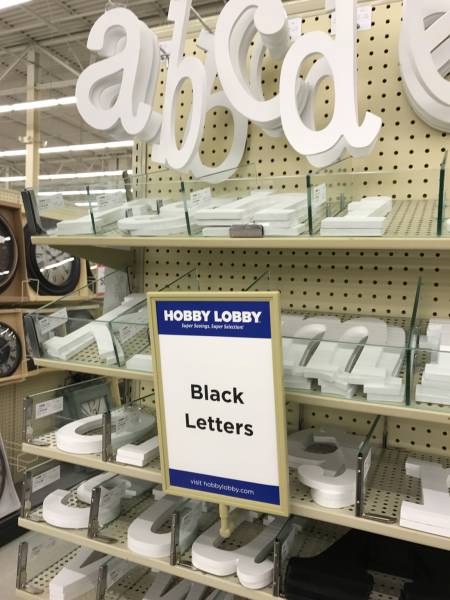 a b c d e
HOBBY LOBBY
Super Savings, Super Selection!
Black
Letters
visit hobbylobby.com